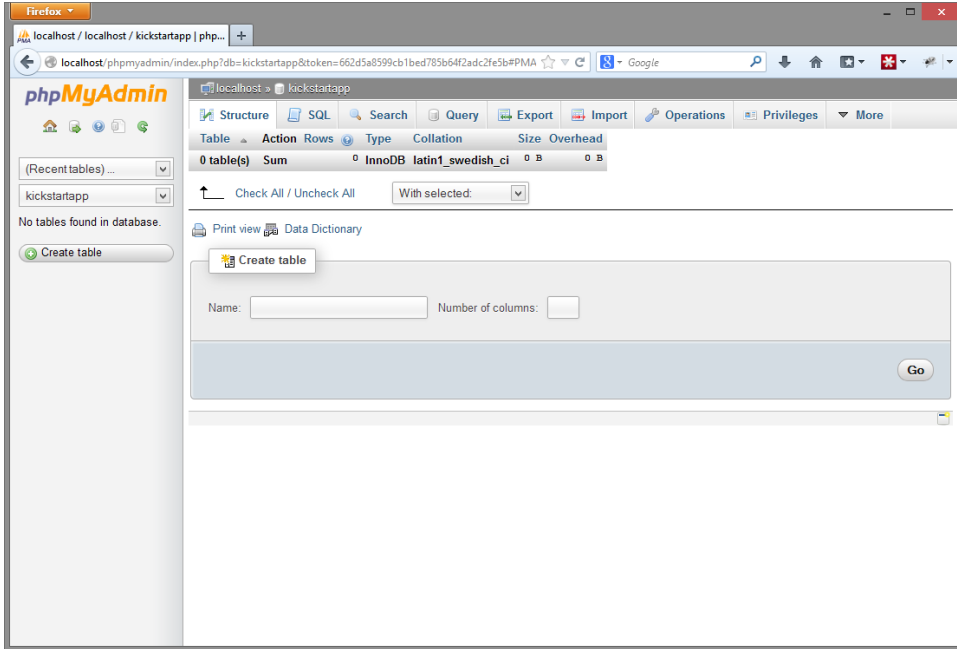 Firefox
localhost / localhost / kickstartapp | php...
localhost/phpmyadmin/index.php?db=kickstartapp&token=662d5a8599cb1bed785b64f2adc2fe5b#PMA
Google
phpMyAdmin
(Recent tables) ...
kickstartapp
No tables found in database.
Create table
localhost » kickstartapp
Structure SQL Search Query Export Import Operations Privileges More
Table Action Rows Type Collation Size Overhead
0 table(s) Sum 0 InnoDB latin1_swedish_ci 0 B 0 B
Check All / Uncheck All With selected:
Print view Data Dictionary
Create table
Name: Number of columns:
Go